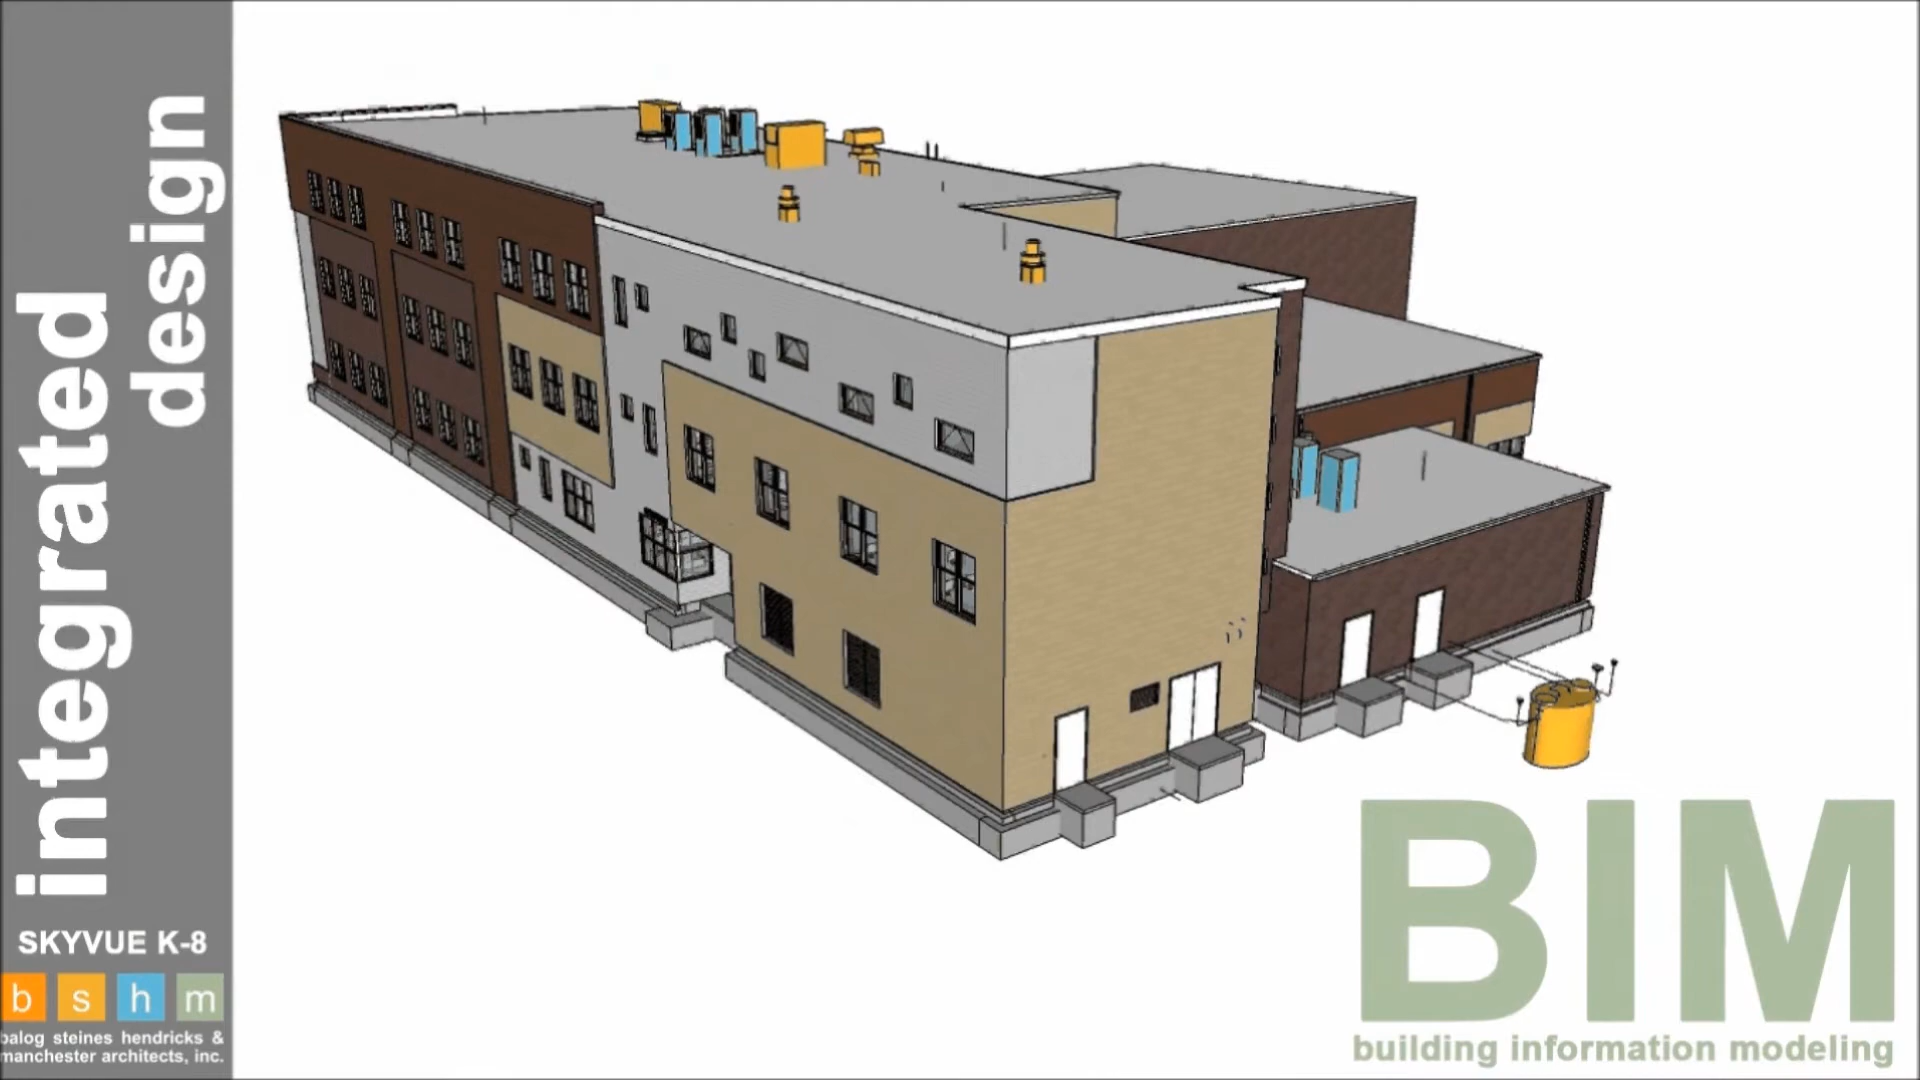 integrated
design
SKYVUE K-8
b s h m
balog steines hendricks &
manchester architects, inc.
BIM
building information modeling